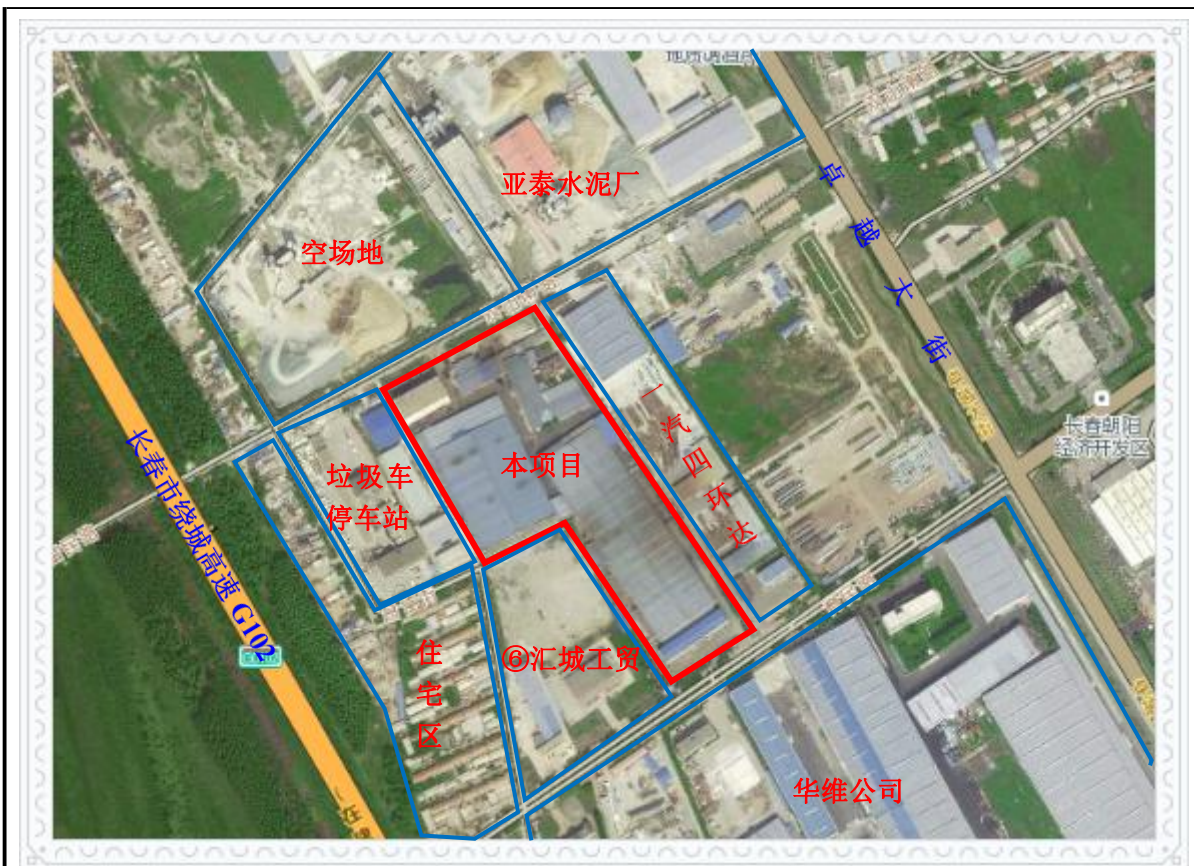 亚泰水泥厂
空场地
卓越大街
一汽四环达
长春朝阳
经济开发区
本项目
垃圾车
停车站
长春市绕城高速 G102
住宅区
⑥汇城工贸
华维公司